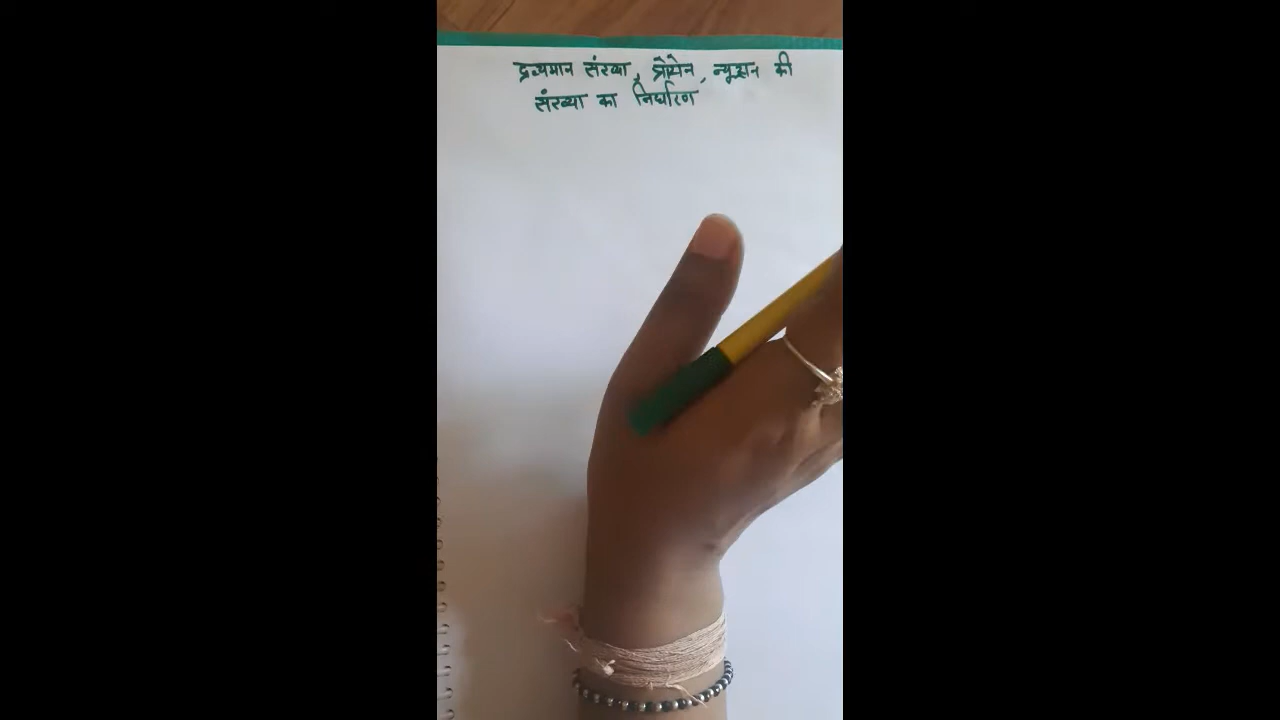 द्रव्यमान संख्या, प्रोटोन, न्यूट्रान की
संख्या का निर्धारण